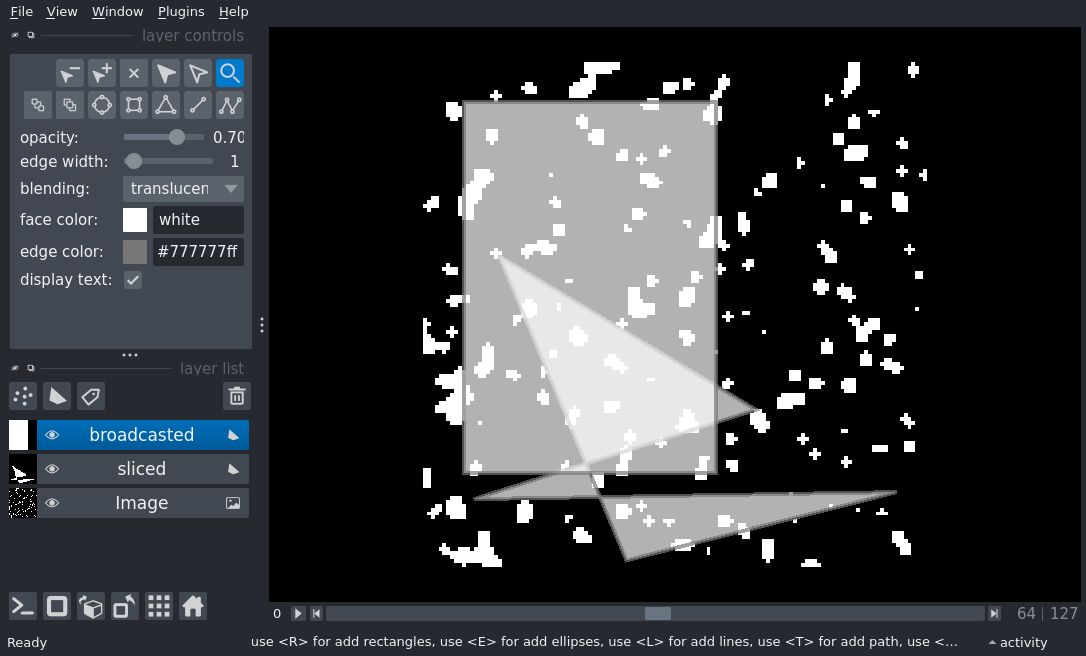 File View Window Plugins Help
layer controls
opacity: 0.70
edge width: 1
blending: translucen
face color: white
edge color: #777777ff
display text:
layer list
broadcasted
sliced
Image
0 64 127
Ready use <R> for add rectangles, use <E> for add ellipses, use <L> for add lines, use <T> for add path, use <... activity